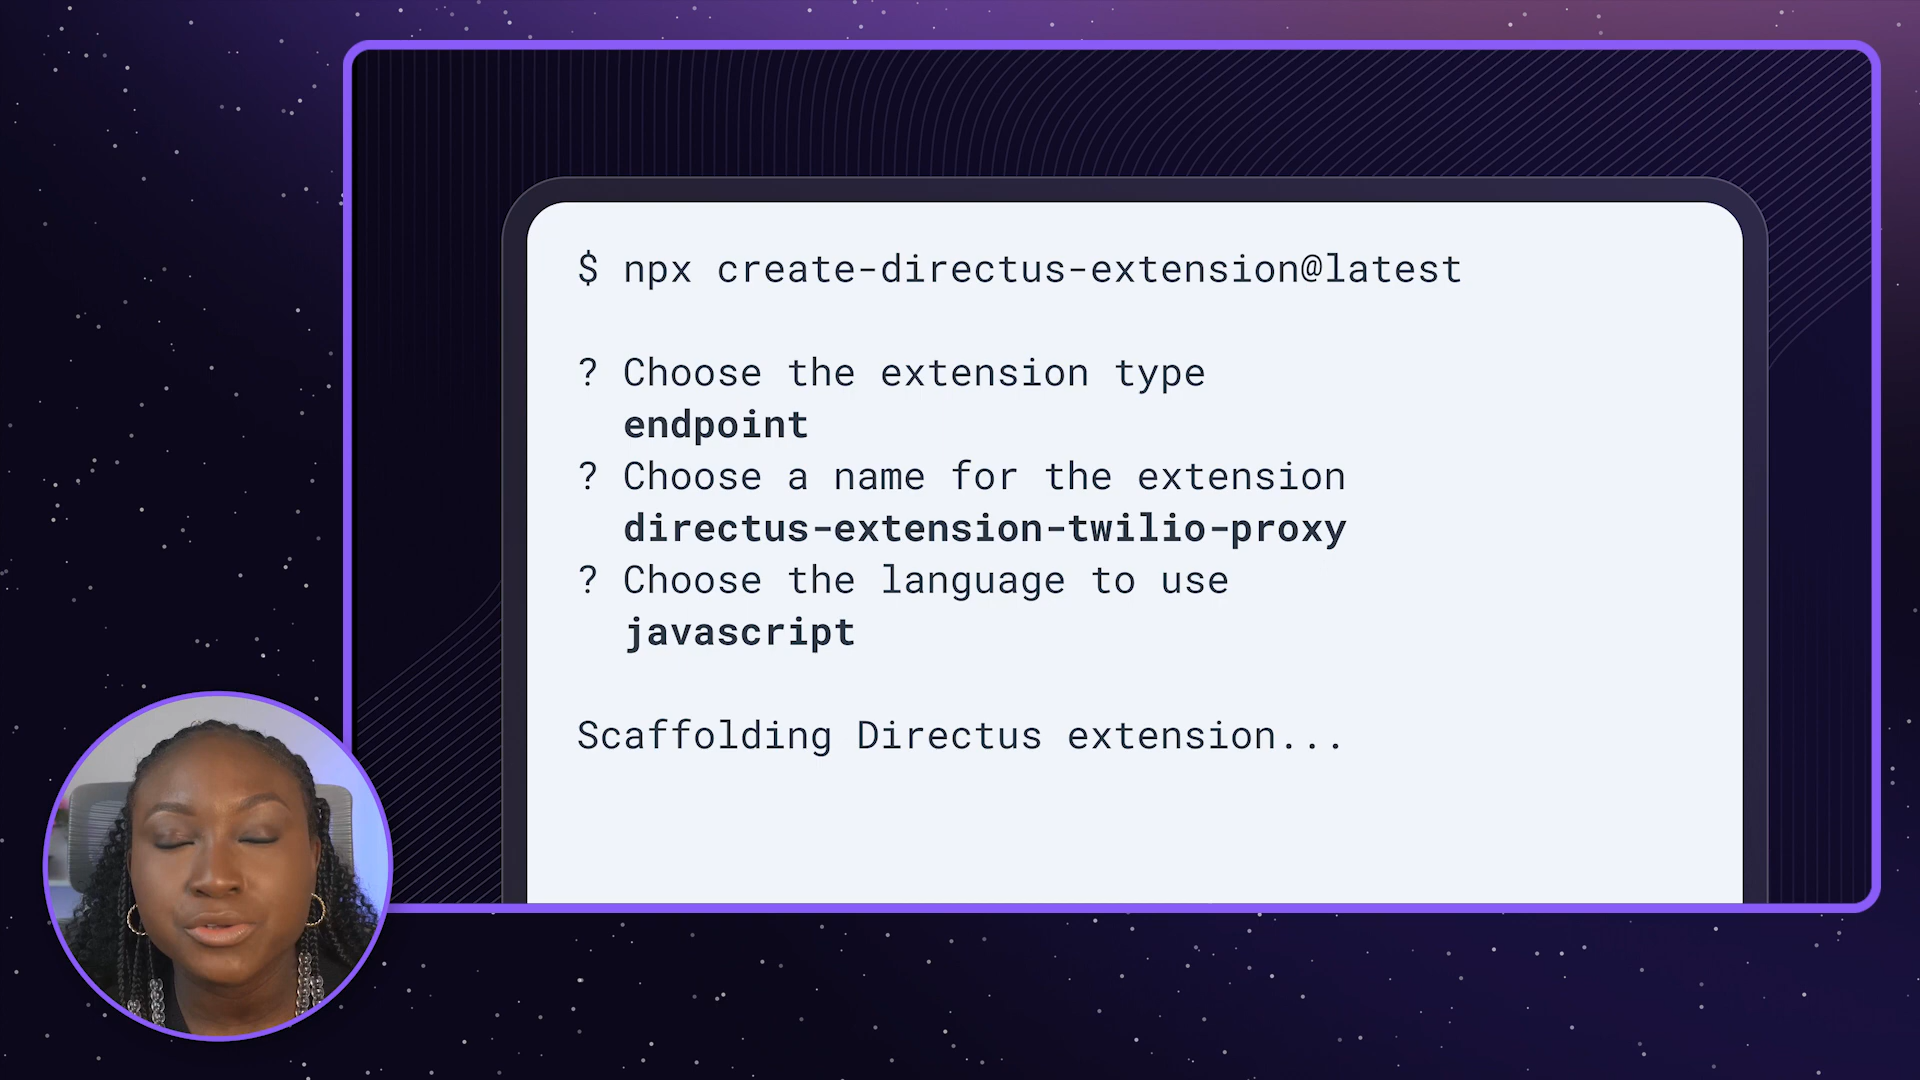 $ npx create-directus-extension@latest
? Choose the extension type
endpoint
? Choose a name for the extension
directus-extension-twilio-proxy
? Choose the language to use
javascript
Scaffolding Directus extension...